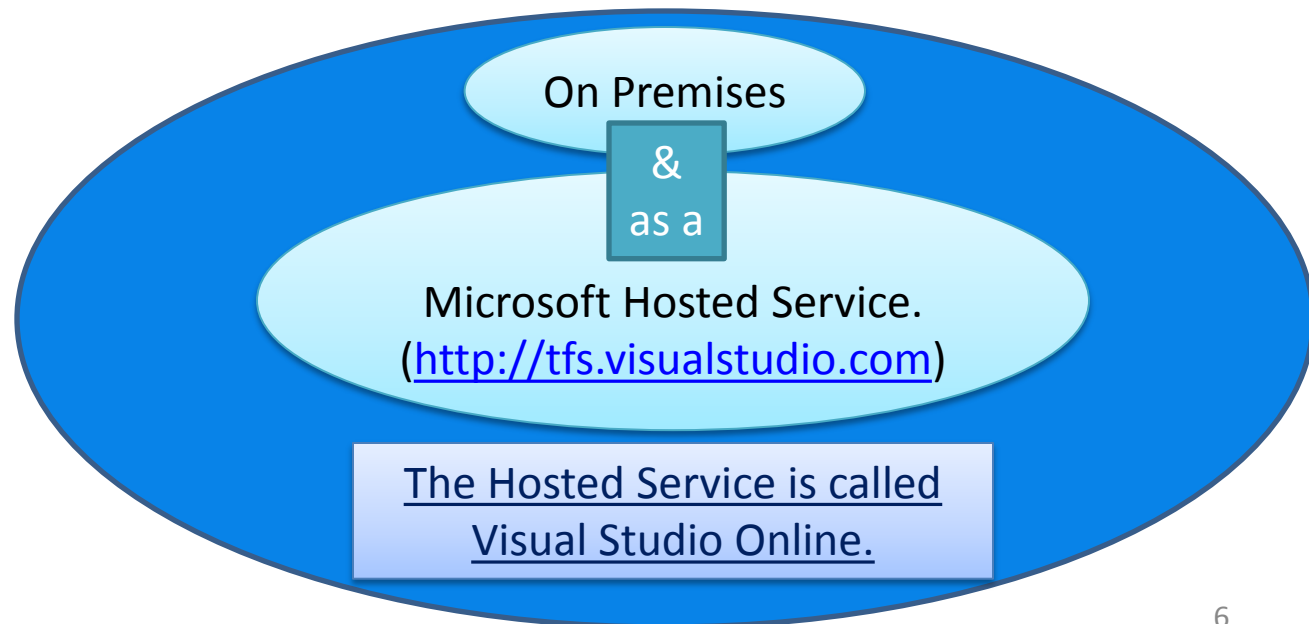 On Premises
&
as a
Microsoft Hosted Service.
(http://tfs.visualstudio.com)
The Hosted Service is called
Visual Studio Online.
6